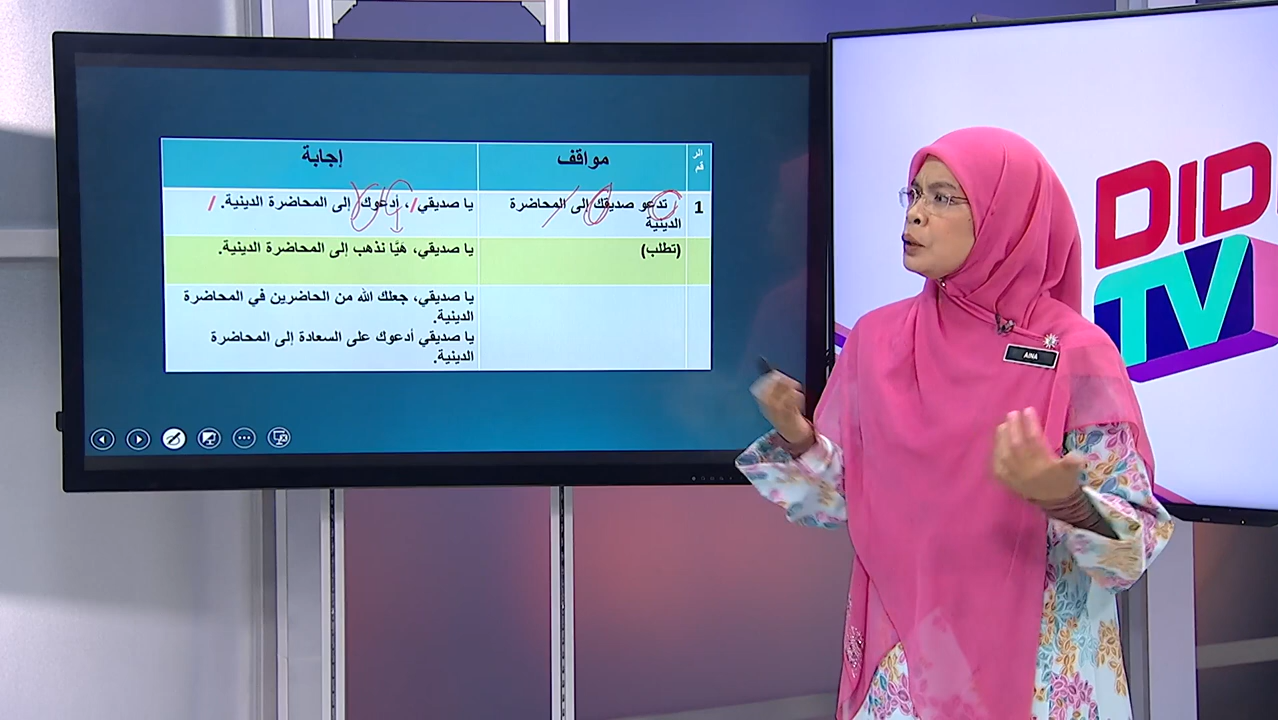 الرقم
مواقف
إجابة
1
تدعو صديقك إلى المحاضرة
الدينية
يا صديقي، أدعوك إلى المحاضرة الدينية.
(تطلب)
يا صديقي، هَيَّا نذهب إلى المحاضرة الدينية.
يا صديقي، جعلك الله من الحاضرين في المحاضرة
الدينية.
يا صديقي أدعوك على السعادة إلى المحاضرة
الدينية.
AINA
DID
TV